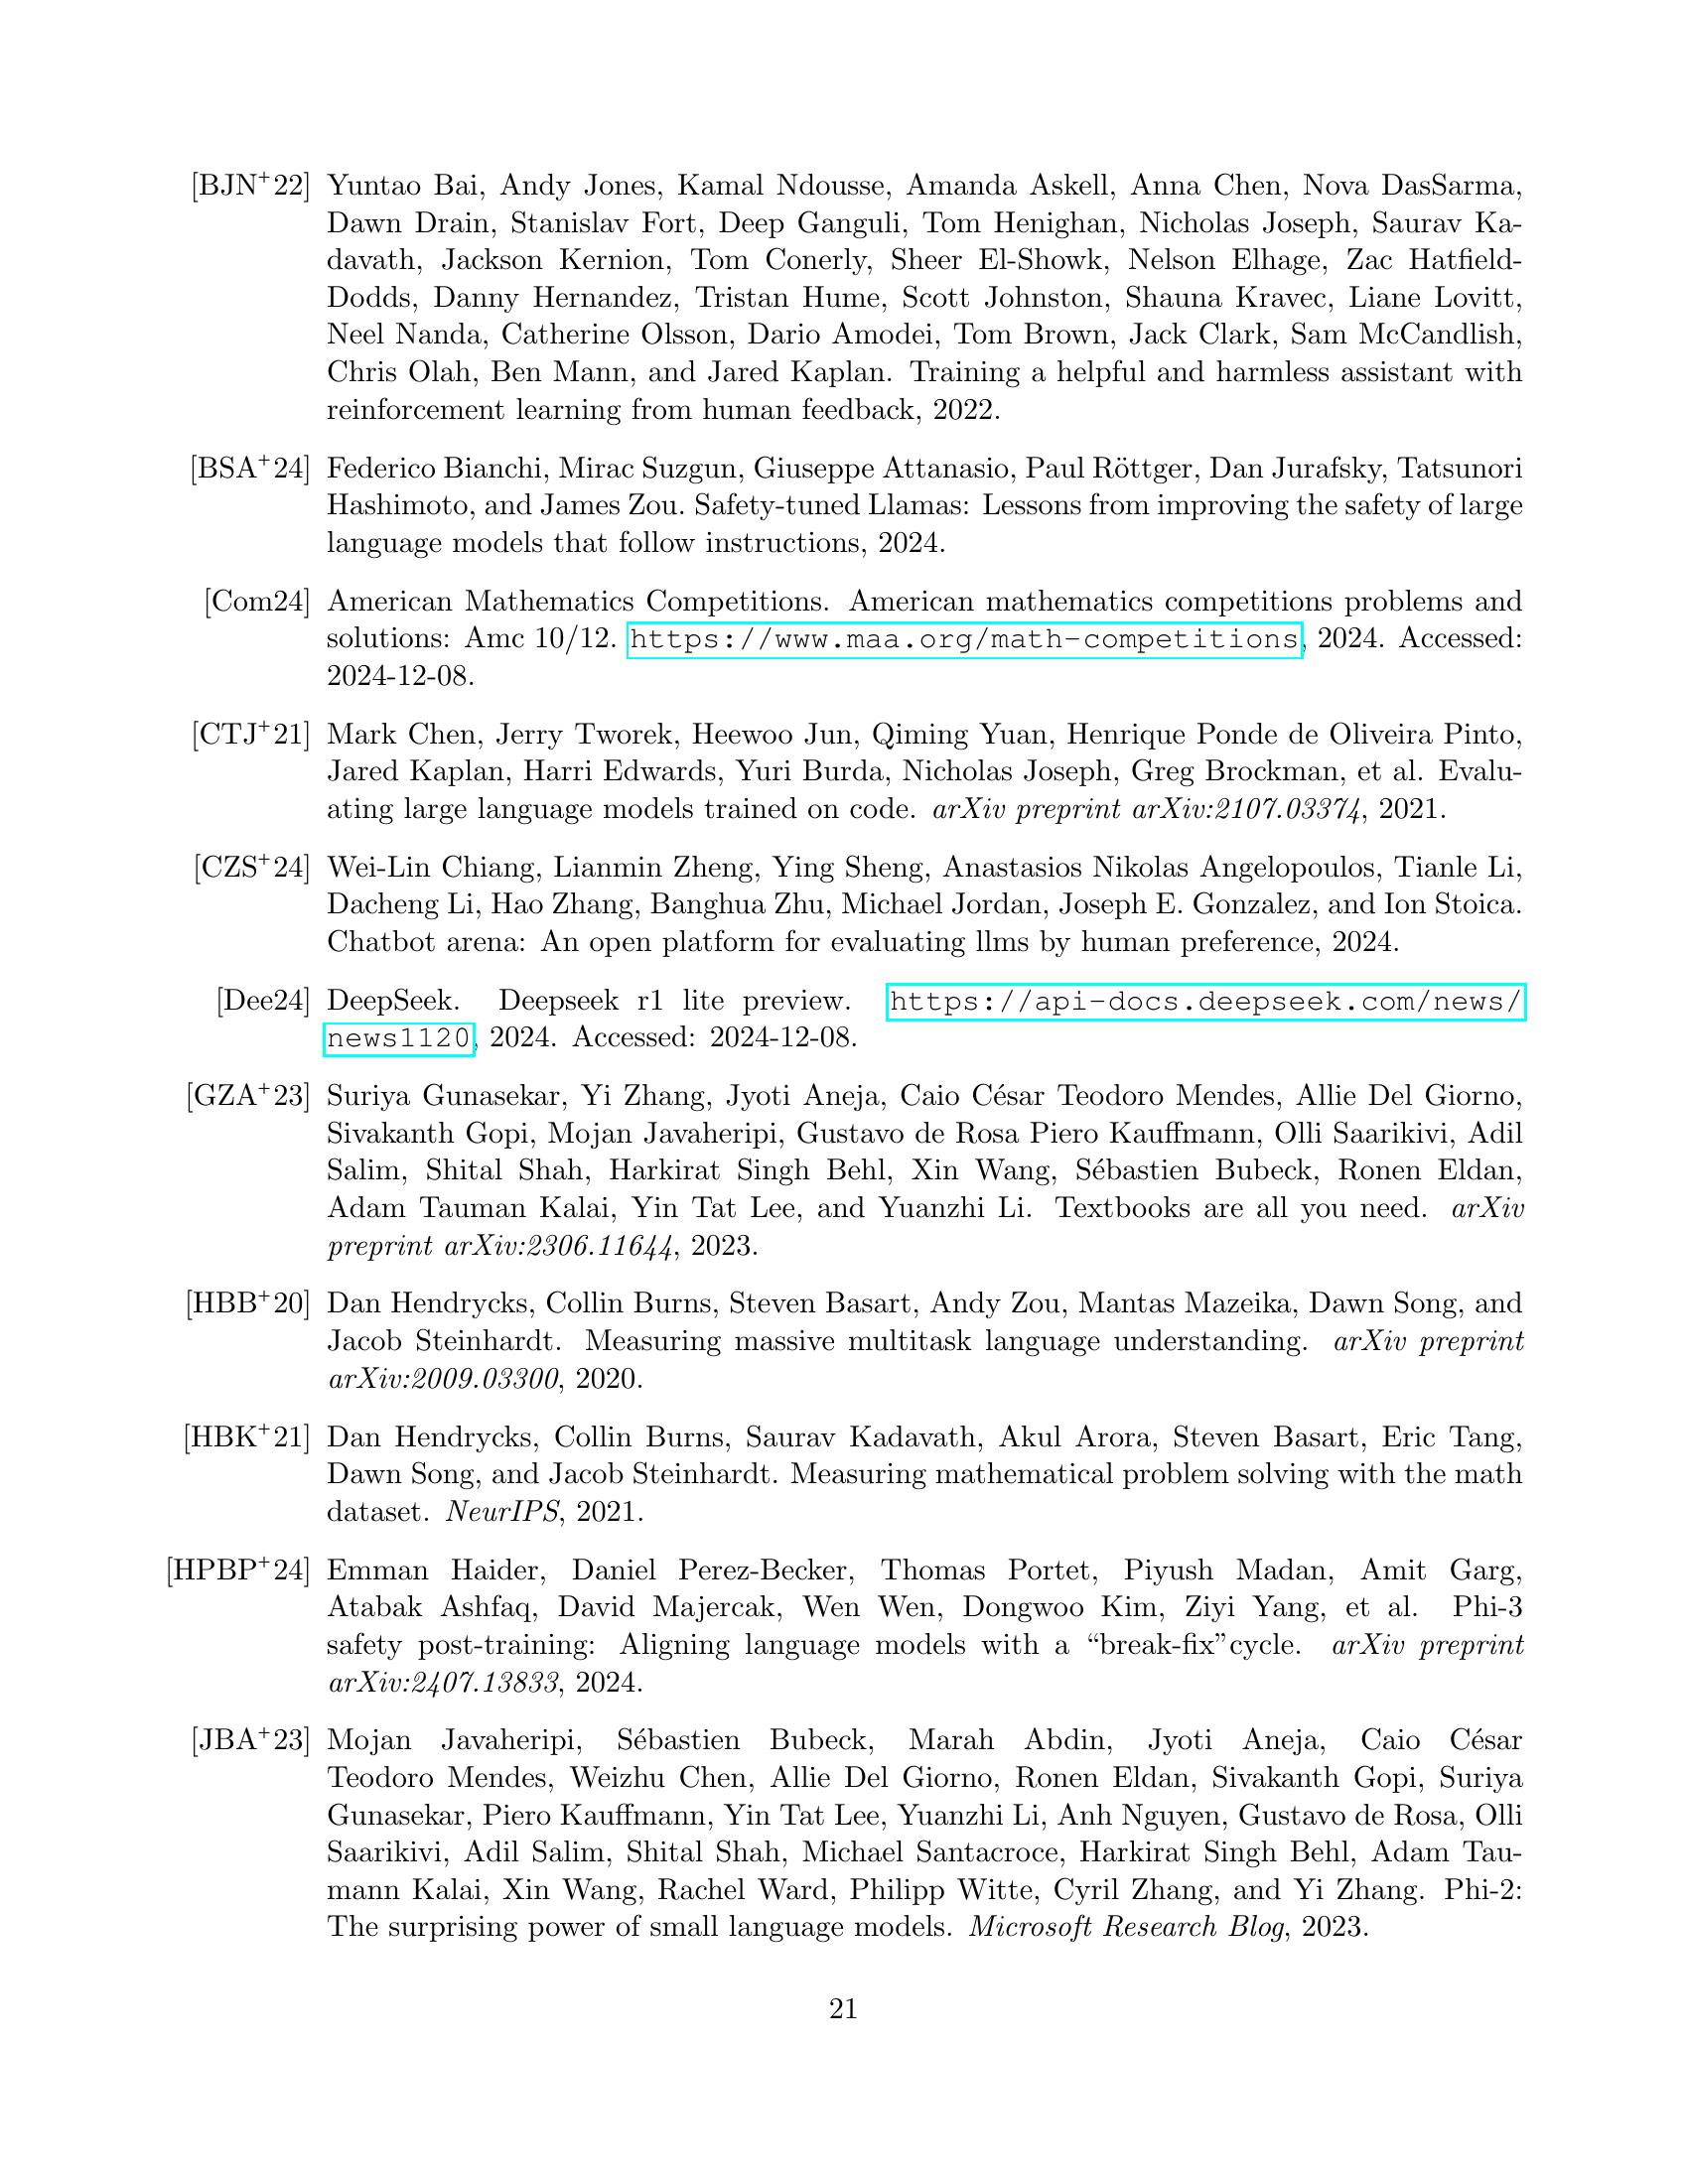 [BJN+22] Yuntao Bai, Andy Jones, Kamal Ndousse, Amanda Askell, Anna Chen, Nova DasSarma,
Dawn Drain, Stanislav Fort, Deep Ganguli, Tom Henighan, Nicholas Joseph, Saurav Ka-
davath, Jackson Kernion, Tom Conerly, Sheer El-Showk, Nelson Elhage, Zac Hatfield-
Dodds, Danny Hernandez, Tristan Hume, Scott Johnston, Shauna Kravec, Liane Lovitt,
Neel Nanda, Catherine Olsson, Dario Amodei, Tom Brown, Jack Clark, Sam McCandlish,
Chris Olah, Ben Mann, and Jared Kaplan. Training a helpful and harmless assistant with
reinforcement learning from human feedback, 2022.
[BSA+24] Federico Bianchi, Mirac Suzgun, Giuseppe Attanasio, Paul Röttger, Dan Jurafsky, Tatsunori
Hashimoto, and James Zou. Safety-tuned Llamas: Lessons from improving the safety of large
language models that follow instructions, 2024.
[Com24] American Mathematics Competitions. American mathematics competitions problems and
solutions: Amc 10/12. https://www.maa.org/math-competitions, 2024. Accessed:
2024-12-08.
[CTJ+21] Mark Chen, Jerry Tworek, Heewoo Jun, Qiming Yuan, Henrique Ponde de Oliveira Pinto,
Jared Kaplan, Harri Edwards, Yuri Burda, Nicholas Joseph, Greg Brockman, et al. Evalu-
ating large language models trained on code. arXiv preprint arXiv:2107.03374, 2021.
[CZS+24] Wei-Lin Chiang, Lianmin Zheng, Ying Sheng, Anastasios Nikolas Angelopoulos, Tianle Li,
Dacheng Li, Hao Zhang, Banghua Zhu, Michael Jordan, Joseph E. Gonzalez, and Ion Stoica.
Chatbot arena: An open platform for evaluating llms by human preference, 2024.
[Dee24] DeepSeek. Deepseek r1 lite preview. https://api-docs.deepseek.com/news/
news1120, 2024. Accessed: 2024-12-08.
[GZA+23] Suriya Gunasekar, Yi Zhang, Jyoti Aneja, Caio César Teodoro Mendes, Allie Del Giorno,
Sivakanth Gopi, Mojan Javaheripi, Gustavo de Rosa Piero Kauffmann, Olli Saarikivi, Adil
Salim, Shital Shah, Harkirat Singh Behl, Xin Wang, Sébastien Bubeck, Ronen Eldan,
Adam Tauman Kalai, Yin Tat Lee, and Yuanzhi Li. Textbooks are all you need. arXiv
preprint arXiv:2306.11644, 2023.
[HBB+20] Dan Hendrycks, Collin Burns, Steven Basart, Andy Zou, Mantas Mazeika, Dawn Song, and
Jacob Steinhardt. Measuring massive multitask language understanding. arXiv preprint
arXiv:2009.03300, 2020.
[HBK+21] Dan Hendrycks, Collin Burns, Saurav Kadavath, Akul Arora, Steven Basart, Eric Tang,
Dawn Song, and Jacob Steinhardt. Measuring mathematical problem solving with the math
dataset. NeurIPS, 2021.
[HPBP+24] Emman Haider, Daniel Perez-Becker, Thomas Portet, Piyush Madan, Amit Garg,
Atabak Ashfaq, David Majercak, Wen Wen, Dongwoo Kim, Ziyi Yang, et al. Phi-3
safety post-training: Aligning language models with a “break-fix”cycle. arXiv preprint
arXiv:2407.13833, 2024.
[JBA+23] Mojan Javaheripi, Sébastien Bubeck, Marah Abdin, Jyoti Aneja, Caio César
Teodoro Mendes, Weizhu Chen, Allie Del Giorno, Ronen Eldan, Sivakanth Gopi, Suriya
Gunasekar, Piero Kauffmann, Yin Tat Lee, Yuanzhi Li, Anh Nguyen, Gustavo de Rosa, Olli
Saarikivi, Adil Salim, Shital Shah, Michael Santacroce, Harkirat Singh Behl, Adam Tau-
mann Kalai, Xin Wang, Rachel Ward, Philipp Witte, Cyril Zhang, and Yi Zhang. Phi-2:
The surprising power of small language models. Microsoft Research Blog, 2023.
21